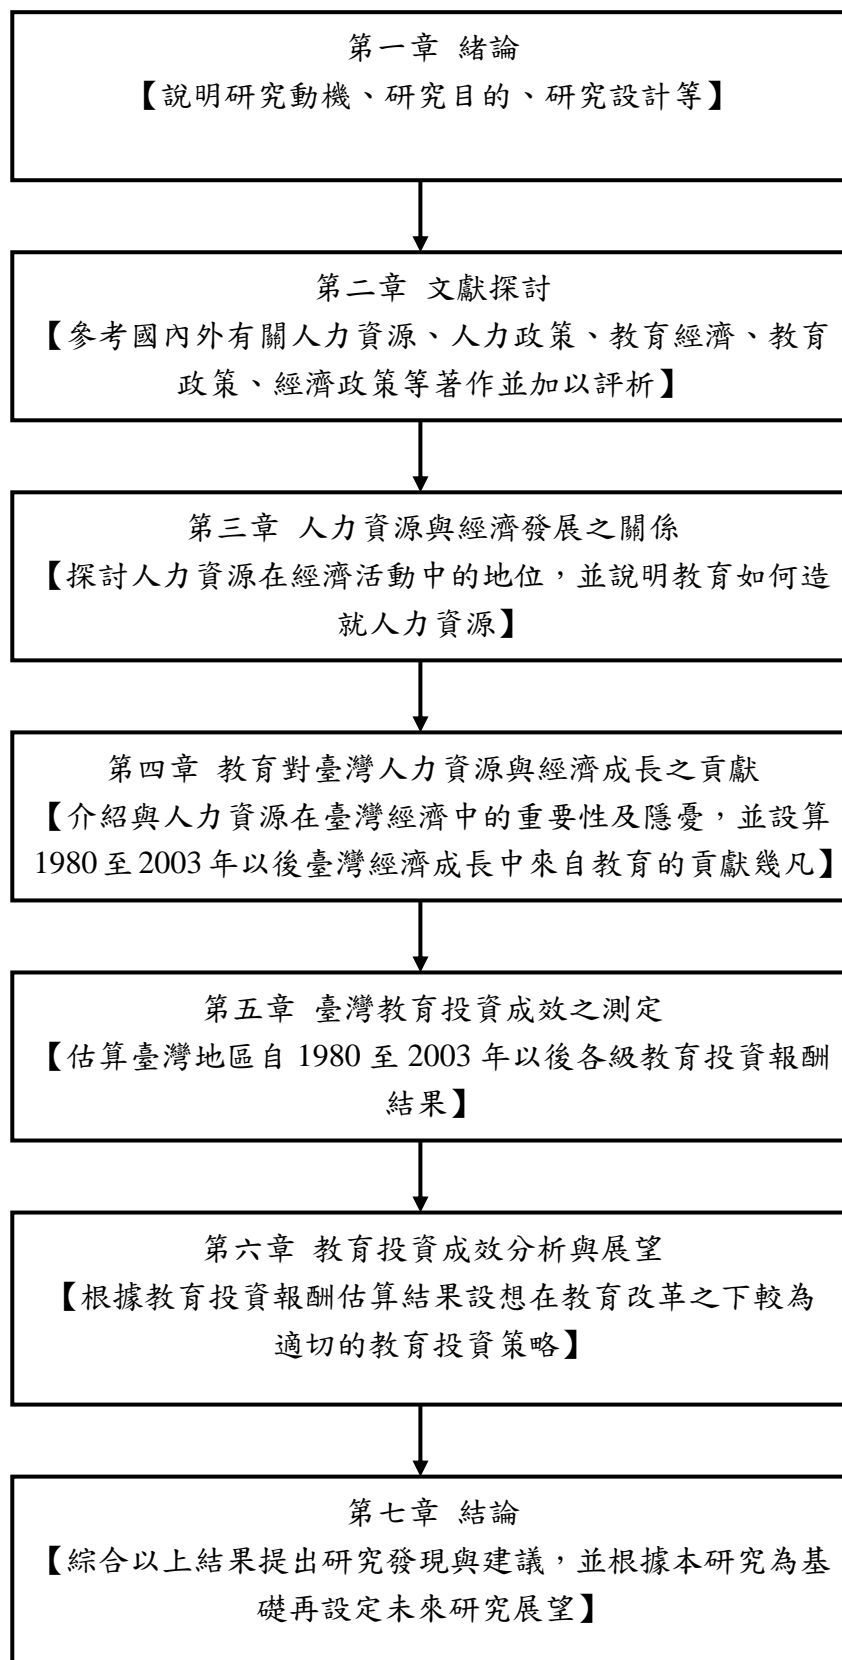 第一章 緒論
【說明研究動機、研究目的、研究設計等】
第二章 文獻探討
【參考國內外有關人力資源、人力政策、教育經濟、教育
政策、經濟政策等著作並加以評析】
第三章 人力資源與經濟發展之關係
【探討人力資源在經濟活動中的地位，並說明教育如何造
就人力資源】
第四章 教育對臺灣人力資源與經濟成長之貢獻
【介紹與人力資源在臺灣經濟中的重要性及隱憂，並設算
1980 至 2003 年以後臺灣經濟成長中來自教育的貢獻幾凡】
第五章 臺灣教育投資成效之測定
【估算臺灣地區自 1980 至 2003 年以後各級教育投資報酬
結果】
第六章 教育投資成效分析與展望
【根據教育投資報酬估算結果設想在教育改革之下較為
適切的教育投資策略】
第七章 結論
【綜合以上結果提出研究發現與建議，並根據本研究為基
礎再設定未來研究展望】